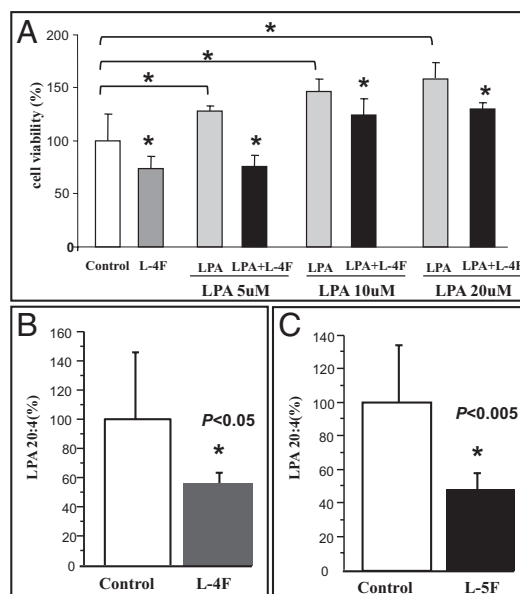 A
cell viability (%)
200
150
100
50
0
*
*
*
*
*
*
*
Control L-4F LPA LPA+L-4F LPA LPA+L-4F LPA LPA+L-4F
LPA 5uM LPA 10uM LPA 20uM
B
LPA 20:4(%)
160
140
120
100
80
60
40
20
0
P<0.05
*
Control L-4F
C
LPA 20:4(%)
140
120
100
80
60
40
20
0
P<0.005
*
Control L-5F